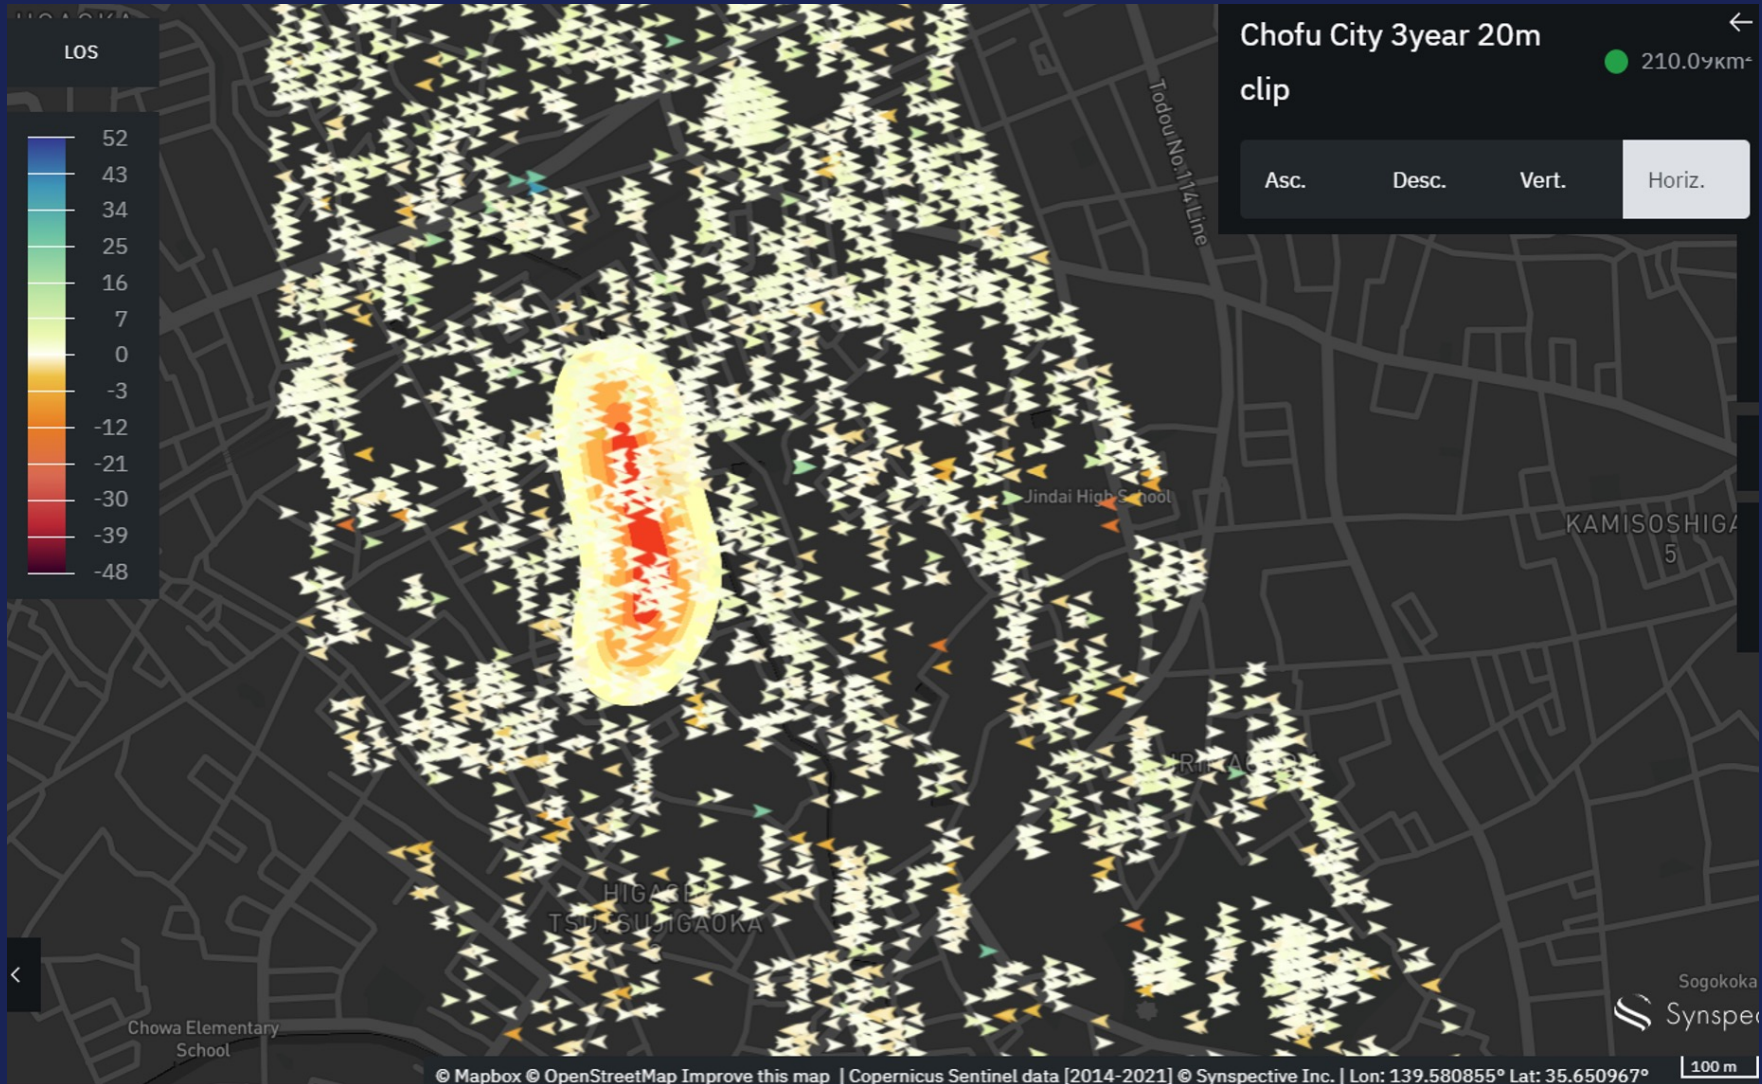 LOS
52
43
34
25
16
7
0
-3
-12
-21
-30
-39
-48
Chofu City 3year 20m
clip
210.09km²
Asc.
Desc.
Vert.
Horiz.
Todou No.114 Line
Jindai High School
KAMISOSHIGA
5
TSUTSUJIGAOKA
Chowa Elementary
School
Sogokoka
Synspec
© Mapbox © OpenStreetMap Improve this map | Copernicus Sentinel data [2014-2021] © Synspective Inc. | Lon: 139.580855° Lat: 35.650967°
100 m